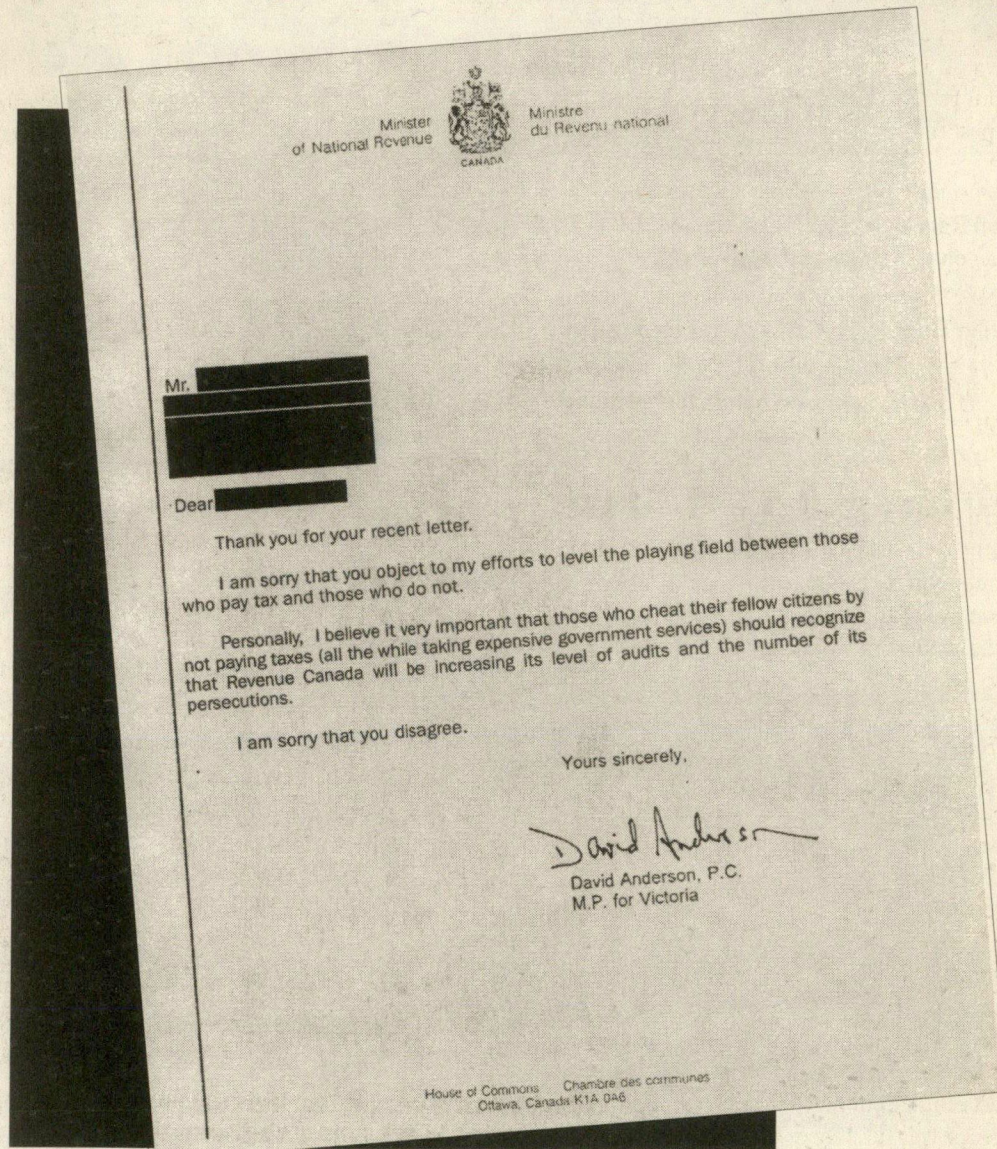 Minister
of National Revenue
Ministre
du Revenu national
CANADA
Mr.
Dear
Thank you for your recent letter.
I am sorry that you object to my efforts to level the playing field between those
who pay tax and those who do not.
Personally, I believe it very important that those who cheat their fellow citizens by
not paying taxes (all the while taking expensive government services) should recognize
that Revenue Canada will be increasing its level of audits and the number of its
persecutions.
I am sorry that you disagree.
Yours sincerely,
David Anderson
David Anderson, P.C.
M.P. for Victoria
House of Commons Chambre des communes
Ottawa, Canada K1A 0A6